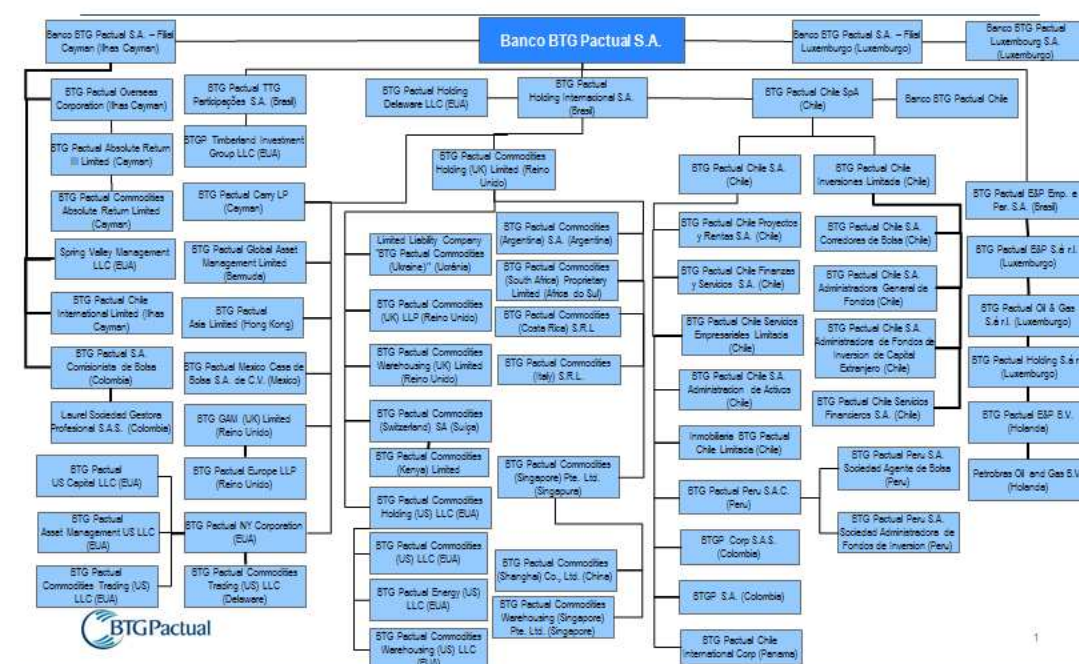 Banco BTG Pactual S.A. – Filial
Cayman (Ilhas Cayman)
Banco BTG Pactual S.A.
Banco BTG Pactual S.A. – Filial
Luxemburgo (Luxemburgo)
Banco BTG Pactual
Luxembourg S.A.
(Luxemburgo)
BTG Pactual Overseas
Corporation (Ilhas Cayman)
BTG Pactual Absolute Return
III Limited (Cayman)
BTG Pactual Commodities
Absolute Return Limited
(Cayman)
Spring Valley Management
LLC (EUA)
BTG Pactual Chile
International Limited (Ilhas
Cayman)
BTG Pactual S.A.
Comisionista de Bolsa
(Colombia)
Laurel Sociedad Gestora
Profesional S.A.S. (Colombia)
BTG Pactual
US Capital LLC (EUA)
BTG Pactual
Asset Management US LLC
(EUA)
BTG Pactual
Commodities Trading (US)
LLC (EUA)
BTG Pactual TTG
Participações S.A. (Brasil)
BTGP Timberland Investment
Group LLC (EUA)
BTG Pactual Carry LP
(Cayman)
BTG Pactual Global Asset
Management Limited
(Bermuda)
BTG Pactual
Asia Limited (Hong Kong)
BTG Pactual Mexico Casa de
Bolsa S.A. de C.V. (Mexico)
BTG GAM (UK) Limited
(Reino Unido)
BTG Pactual Europe LLP
(Reino Unido)
BTG Pactual NY Corporation
(EUA)
BTG Pactual Commodities
Trading (US) LLC
(Delaware)
BTG Pactual Holding
Delaware LLC (EUA)
BTG Pactual
Holding Internacional S.A.
(Brasil)
BTG Pactual Chile SpA
(Chile)
Banco BTG Pactual Chile
BTG Pactual Commodities
Holding (UK) Limited (Reino
Unido)
Limited Liability Company
"BTG Pactual Commodities
(Ukraine)" (Ucrênia)
BTG Pactual Commodities
(UK) LLP (Reino Unido)
BTG Pactual Commodities
Warehousing (UK) Limited
(Reino Unido)
BTG Pactual Commodities
(Switzerland) SA (Suíça)
BTG Pactual Commodities
(Kenya) Limited
BTG Pactual Commodities
Holding (US) LLC (EUA)
BTG Pactual Commodities
(US) LLC (EUA)
BTG Pactual Energy (US)
LLC (EUA)
BTG Pactual Commodities
Warehousing (US) LLC
(EUA)
BTG Pactual Commodities
(Argentina) S.A. (Argentina)
BTG Pactual Commodities
(South Africa) Proprietary
Limited (Africa do Sul)
BTG Pactual Commodities
(Costa Rica) S.R.L
BTG Pactual Commodities
(Italy) S.R.L.
BTG Pactual Commodities
(Singapore) Pte. Ltd.
(Singapura)
BTG Pactual Commodities
(Shanghai) Co., Ltd. (China)
BTG Pactual Commodities
Warehousing (Singapore)
Pte. Ltd. (Singapore)
BTG Pactual Chile S.A.
(Chile)
BTG Pactual Chile Proyectos
y Rentas S.A. (Chile)
BTG Pactual Chile Finanzas
y Servicios S.A. (Chile)
BTG Pactual Chile Servicios
Empresariales Limitada
(Chile)
BTG Pactual Chile S.A.
Administracion de Activos
(Chile)
Inmobiliaria BTG Pactual
Chile Limitada (Chile)
BTG Pactual Peru S.A.C.
(Peru)
BTGP Corp S.A.S.
(Colombia)
BTGP S.A. (Colombia)
BTG Pactual Chile
International Corp (Panama)
BTG Pactual Chile
Inversiones Limitada (Chile)
BTG Pactual Chile S.A.
Corredores de Bolsa (Chile)
BTG Pactual Chile S.A.
Administradora General de
Fondos (Chile)
BTG Pactual Chile S.A.
Administradora de Fondos de
Inversion de Capital
Extranjero (Chile)
BTG Pactual Chile Servicios
Financieros S.A. (Chile)
BTG Pactual Peru S.A.
Sociedad Agente de Bolsa
(Peru)
BTG Pactual Peru S.A.
Sociedad Administradora de
Fondos de Inversion (Peru)
BTG Pactual E&P Emp. e
Par. S.A. (Brasil)
BTG Pactual E&P S.á r.l.
(Luxemburgo)
BTG Pactual Oil & Gas
S.á r.l. (Luxemburgo)
BTG Pactual Holding S.á r.
(Luxemburgo)
BTG Pactual E&P B.V.
(Holanda)
Petrobras Oil and Gas B.V.
(Holanda)
BTGPactual
1